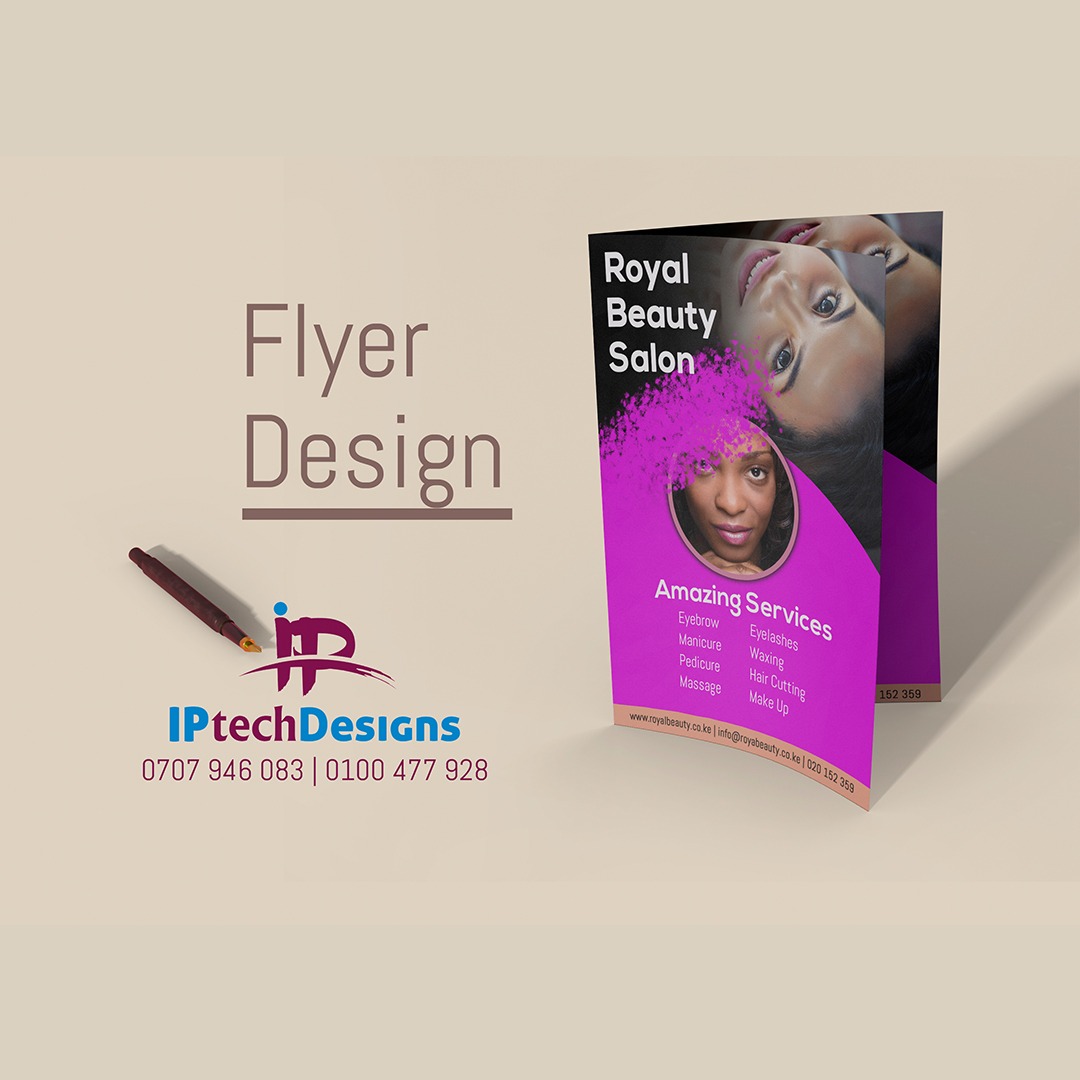 Flyer
Design
IP
IPtechDesigns
0707 946 083 | 0100 477 928
Royal
Beauty
Salon
Amazing Services
Eyebrow
Manicure
Pedicure
Massage
Eyelashes
Waxing
Hair Cutting
Make Up
www.royalbeauty.co.ke | info@royabeauty.co.ke | 020 152 359
152 359